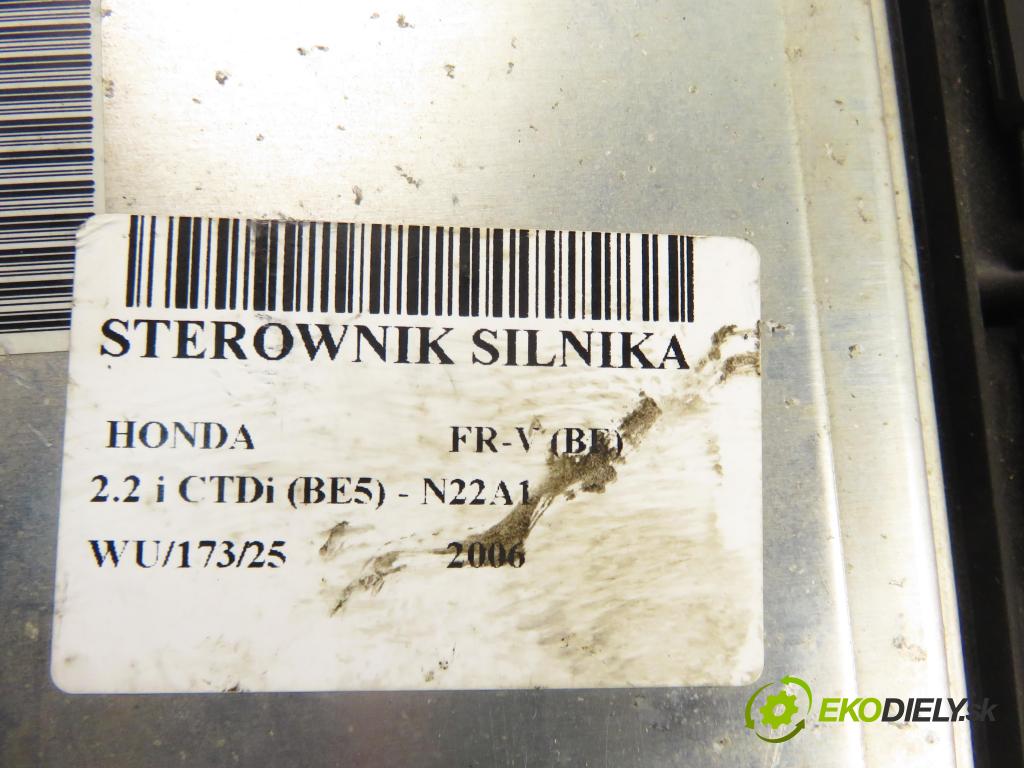 STEROWNIK SILNIKA
HONDA FR-V (BE)
2.2 i CTDi (BE5) - N22A1
WU/173/25 2006
EKODIELY.sk